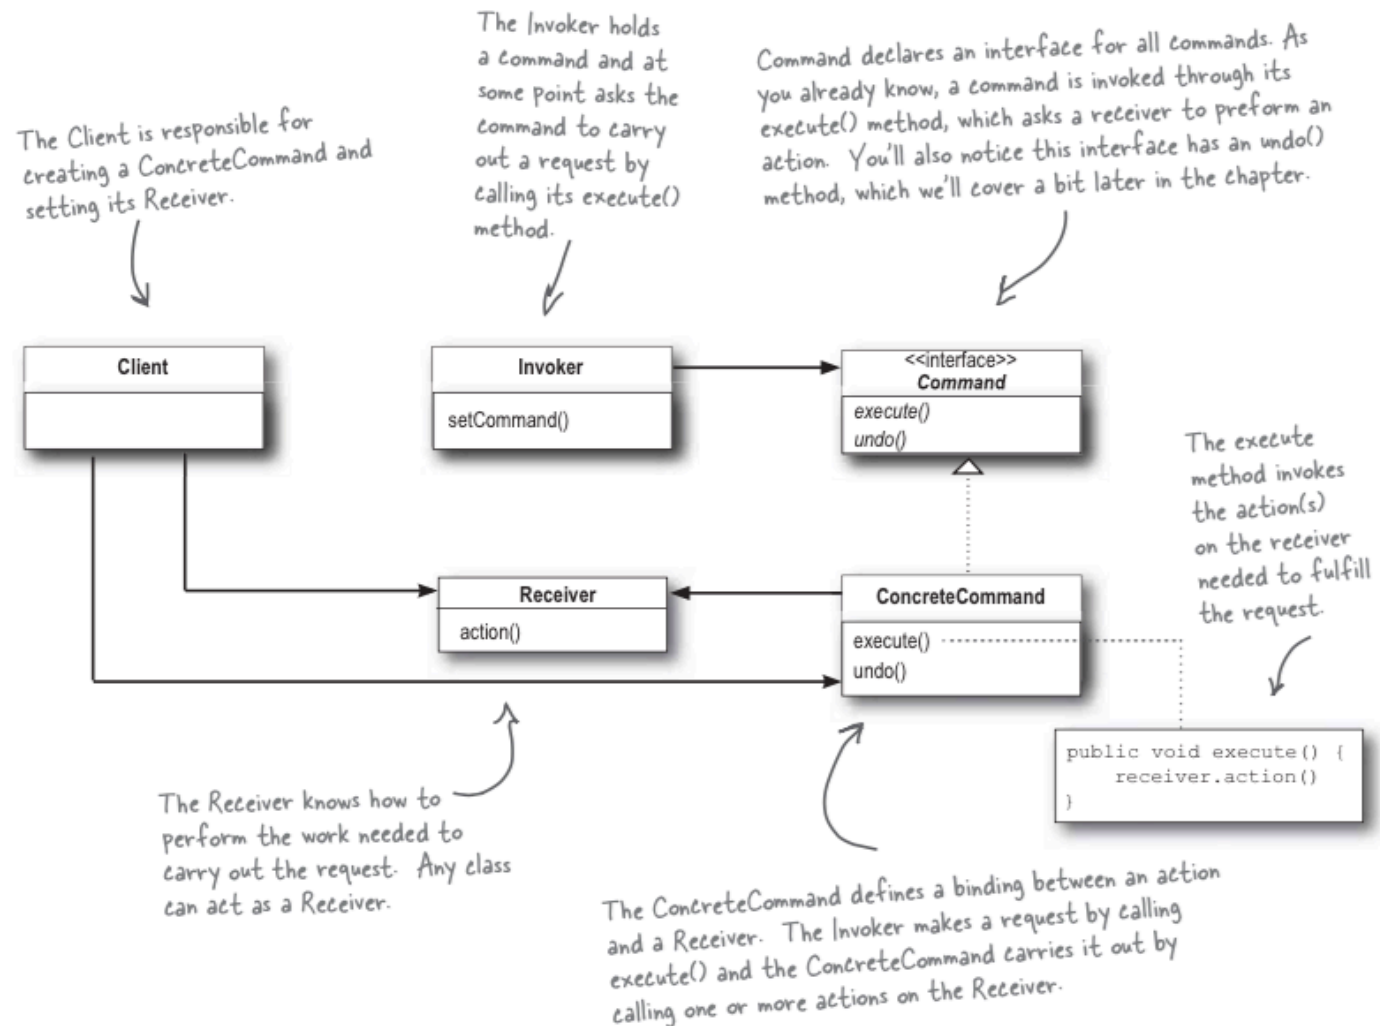 The Invoker holds
a command and at
some point asks the
command to carry
out a request by
calling its execute()
method.
Command declares an interface for all commands. As
you already know, a command is invoked through its
execute() method, which asks a receiver to preform an
action. You'll also notice this interface has an undo()
method, which we'll cover a bit later in the chapter.
The Client is responsible for
creating a ConcreteCommand and
setting its Receiver.
Client
Invoker
setCommand()
<<interface>>
Command
execute()
undo()
The execute
method invokes
the action(s)
on the receiver
needed to fulfill
the request.
Receiver
action()
ConcreteCommand
execute()
undo()
public void execute() {
receiver.action()
}
The Receiver knows how to
perform the work needed to
carry out the request. Any class
can act as a Receiver.
The ConcreteCommand defines a binding between an action
and a Receiver. The Invoker makes a request by calling
execute() and the ConcreteCommand carries it out by
calling one or more actions on the Receiver.